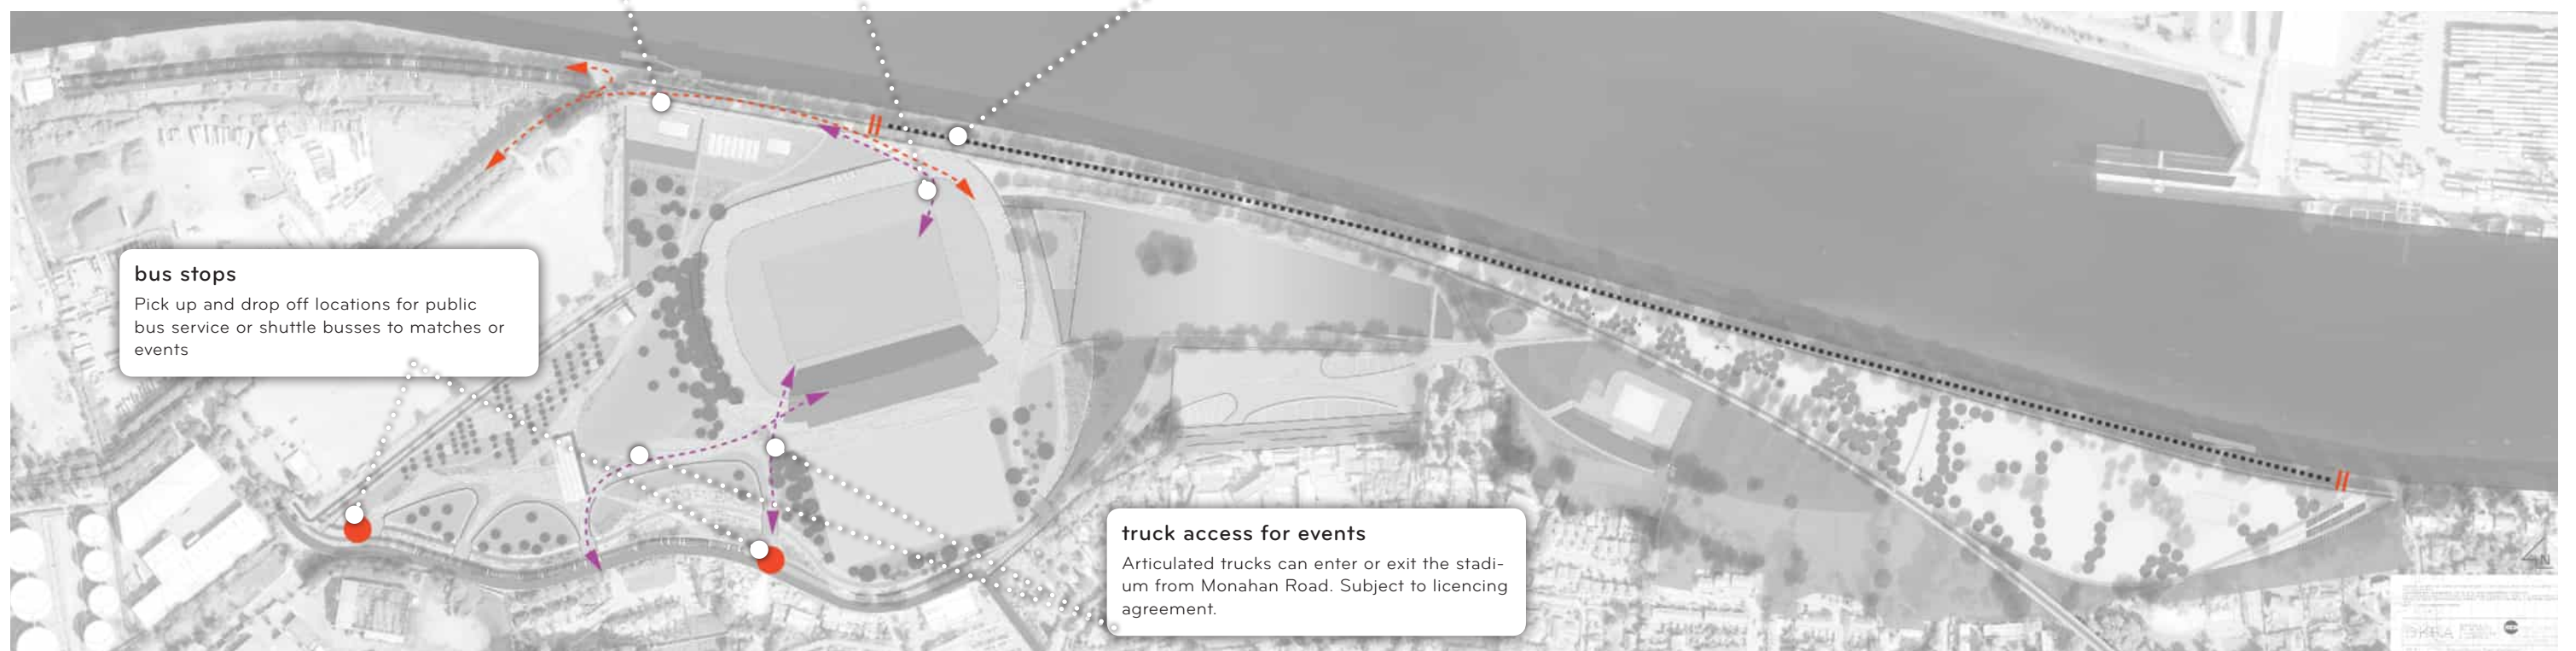 bus stops
Pick up and drop off locations for public
bus service or shuttle busses to matches or
events
truck access for events
Articulated trucks can enter or exit the stadi-
um from Monahan Road. Subject to licencing
agreement.
N